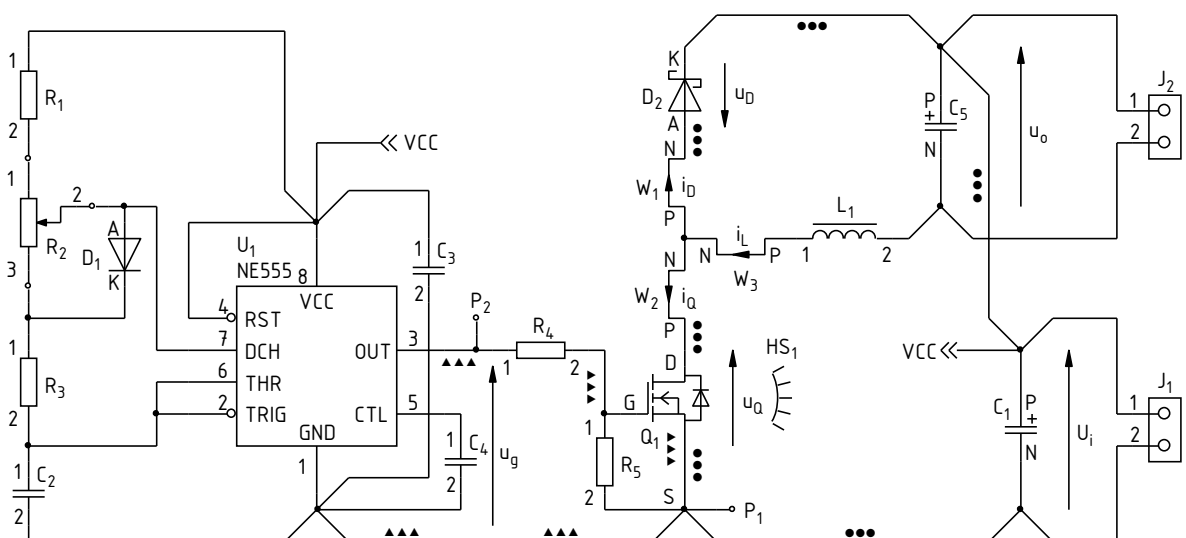 1
R1
2
1
R2
3
2
A
D1
K
1
R3
2
1
C2
2
VCC
U1
NE555
8
VCC
4
RST
7
DCH
6
THR
2
TRIG
OUT
3
CTL
5
GND
1
1
C3
2
1
C4
2
P2
ug
R4
1
2
1
R5
2
K
D2
A
uD
N
W1
iD
P
N
iL
P
W3
1
L1
2
N
W2
iQ
P
D
G
Q1
S
uQ
HS1
P1
P
+
C5
N
uo
J2
1
2
VCC
C1
P
+
N
Ui
J1
1
2